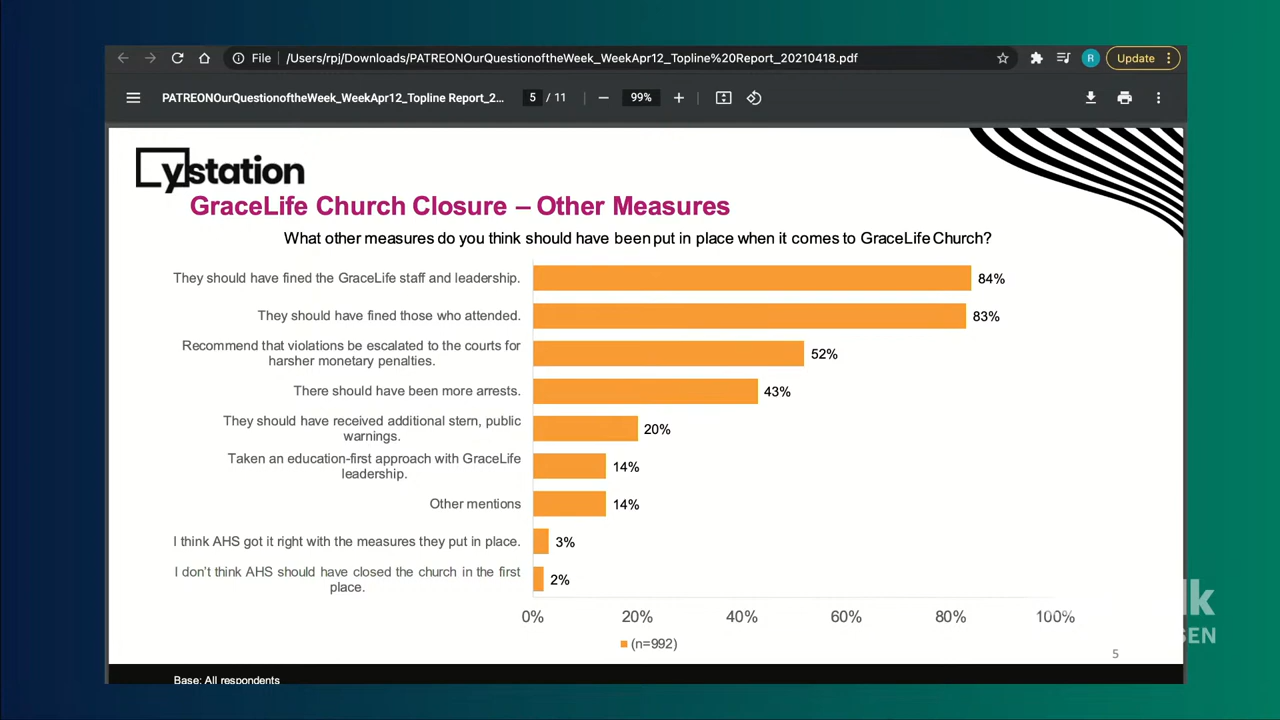 File /Users/rpj/Downloads/PATREONOurQuestionoftheWeek_WeekApr12_Topline%20Report_20210418.pdf R Update
PATREONOurQuestionoftheWeek_WeekApr12_Topline Report_2... 5 / 11 99%
ystation
GraceLife Church Closure – Other Measures
What other measures do you think should have been put in place when it comes to GraceLife Church?
They should have fined the GraceLife staff and leadership. 84%
They should have fined those who attended. 83%
Recommend that violations be escalated to the courts for
harsher monetary penalties. 52%
There should have been more arrests. 43%
They should have received additional stern, public
warnings. 20%
Taken an education-first approach with GraceLife
leadership. 14%
Other mentions 14%
I think AHS got it right with the measures they put in place. 3%
I don't think AHS should have closed the church in the first
place. 2%
0% 20% 40% 60% 80% 100%
(n=992)
5
Base: All respondents
lk
SEN